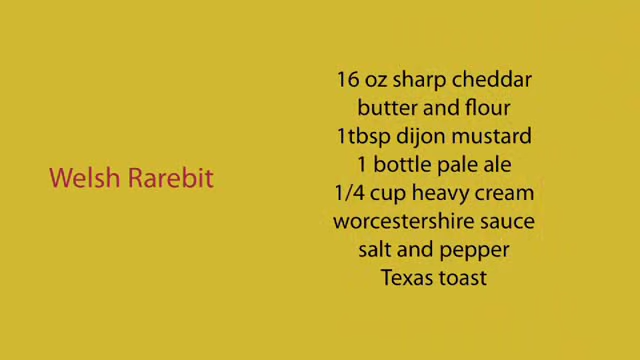 Welsh Rarebit
16 oz sharp cheddar
butter and flour
1tbsp dijon mustard
1 bottle pale ale
1/4 cup heavy cream
worcestershire sauce
salt and pepper
Texas toast